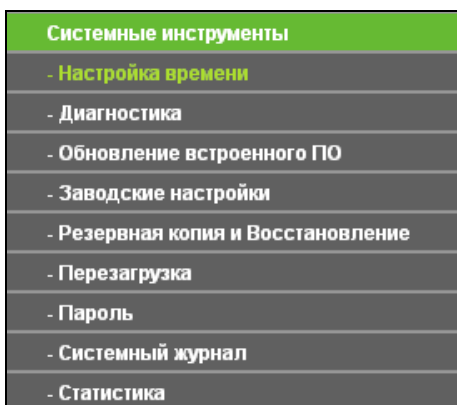 Системные инструменты
- Настройка времени
- Диагностика
- Обновление встроенного ПО
- Заводские настройки
- Резервная копия и Восстановление
- Перезагрузка
- Пароль
- Системный журнал
- Статистика